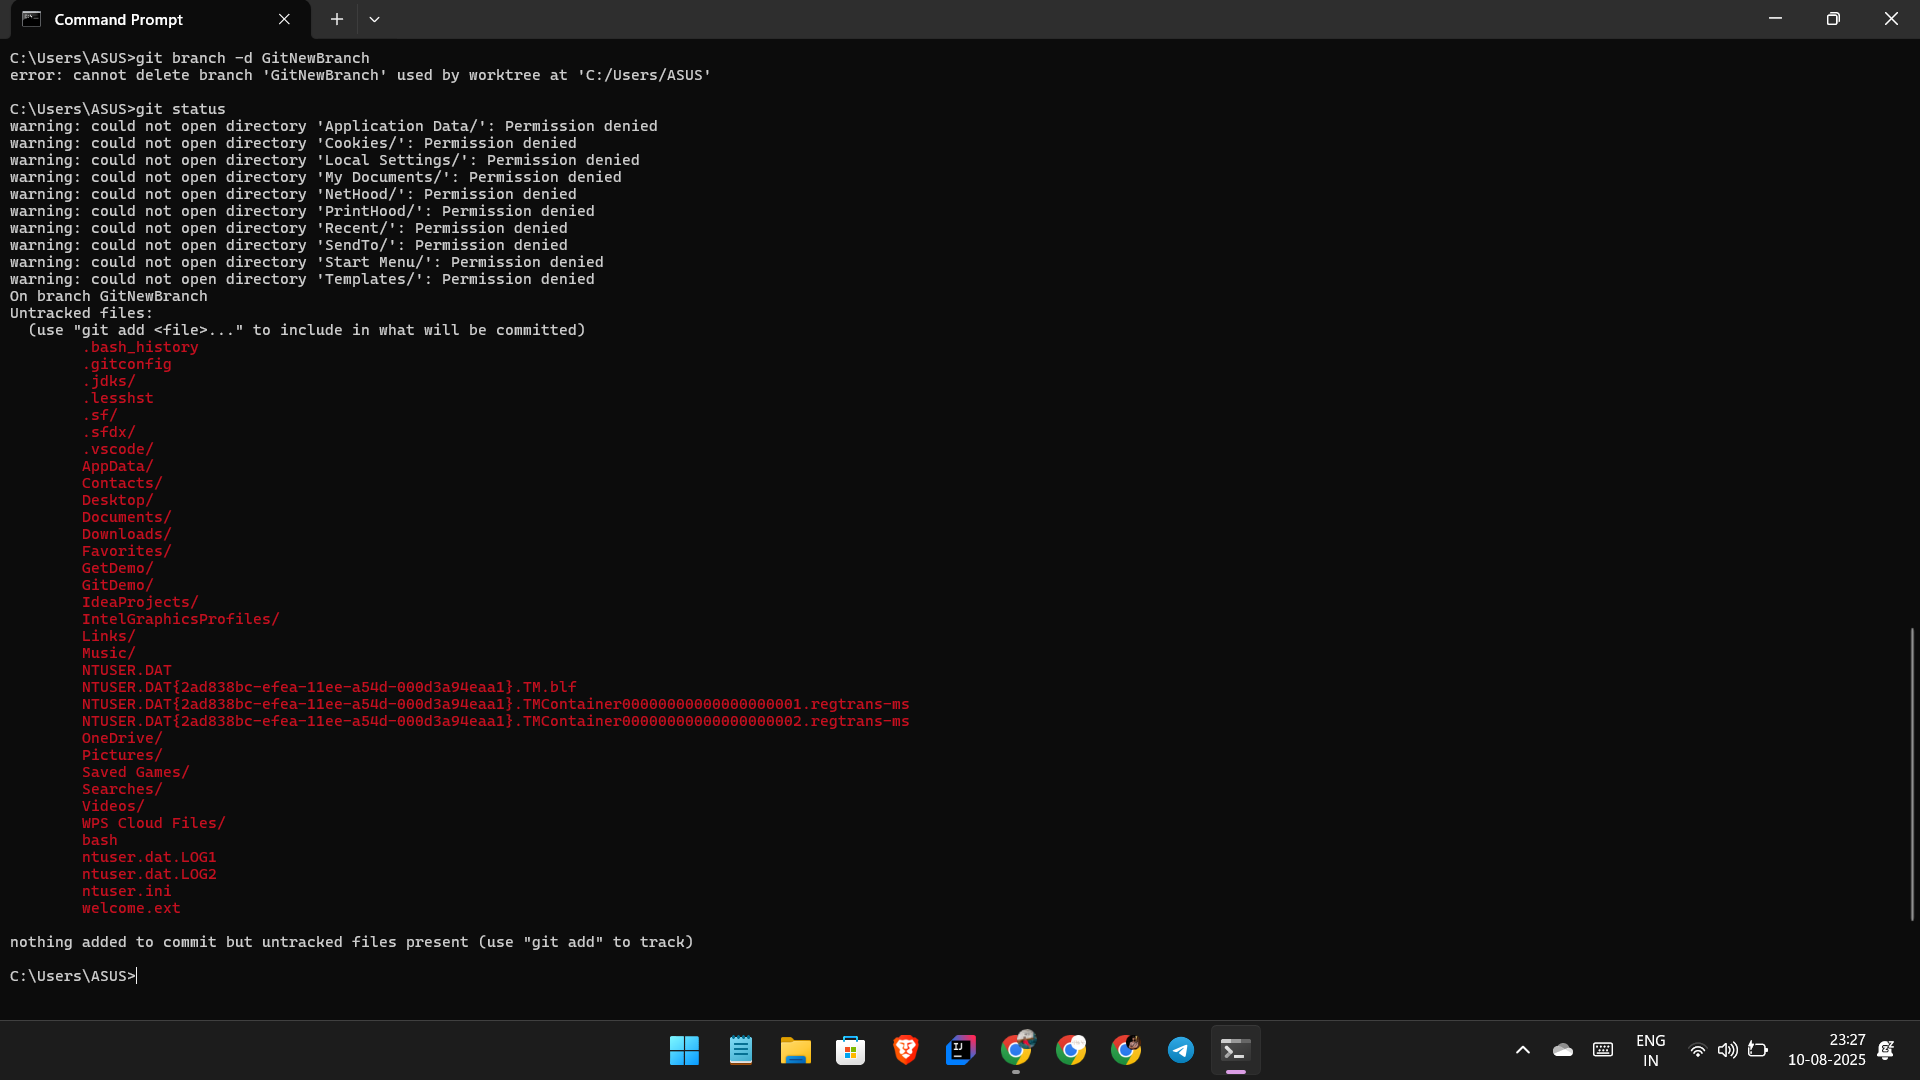 Command Prompt
C:\Users\ASUS>git branch -d GitNewBranch
error: cannot delete branch 'GitNewBranch' used by worktree at 'C:/Users/ASUS'
C:\Users\ASUS>git status
warning: could not open directory 'Application Data/': Permission denied
warning: could not open directory 'Cookies/': Permission denied
warning: could not open directory 'Local Settings/': Permission denied
warning: could not open directory 'My Documents/': Permission denied
warning: could not open directory 'NetHood/': Permission denied
warning: could not open directory 'PrintHood/': Permission denied
warning: could not open directory 'Recent/': Permission denied
warning: could not open directory 'SendTo/': Permission denied
warning: could not open directory 'Start Menu/': Permission denied
warning: could not open directory 'Templates/': Permission denied
On branch GitNewBranch
Untracked files:
  (use "git add <file>..." to include in what will be committed)
        .bash_history
        .gitconfig
        .jdks/
        .lesshst
        .sf/
        .sfdx/
        .vscode/
        AppData/
        Contacts/
        Desktop/
        Documents/
        Downloads/
        Favorites/
        GetDemo/
        GitDemo/
        IdeaProjects/
        IntelGraphicsProfiles/
        Links/
        Music/
        NTUSER.DAT
        NTUSER.DAT{2ad838bc-efea-11ee-a54d-000d3a94eaa1}.TM.blf
        NTUSER.DAT{2ad838bc-efea-11ee-a54d-000d3a94eaa1}.TMContainer00000000000000000001.regtrans-ms
        NTUSER.DAT{2ad838bc-efea-11ee-a54d-000d3a94eaa1}.TMContainer00000000000000000002.regtrans-ms
        OneDrive/
        Pictures/
        Saved Games/
        Searches/
        Videos/
        WPS Cloud Files/
        bash
        ntuser.dat.LOG1
        ntuser.dat.LOG2
        ntuser.ini
        welcome.ext
nothing added to commit but untracked files present (use "git add" to track)
C:\Users\ASUS>
IJ
ENG
IN
23:27
10-08-2025